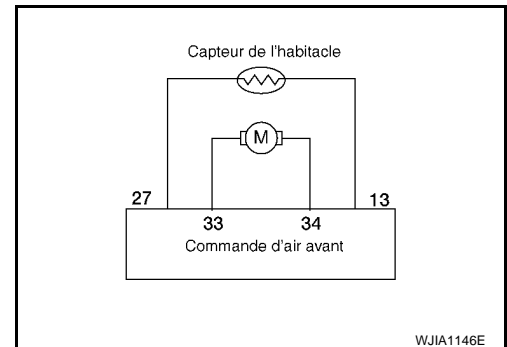 Capteur de l'habitacle
M
27
13
33
34
Commande d'air avant
WJIA1146E